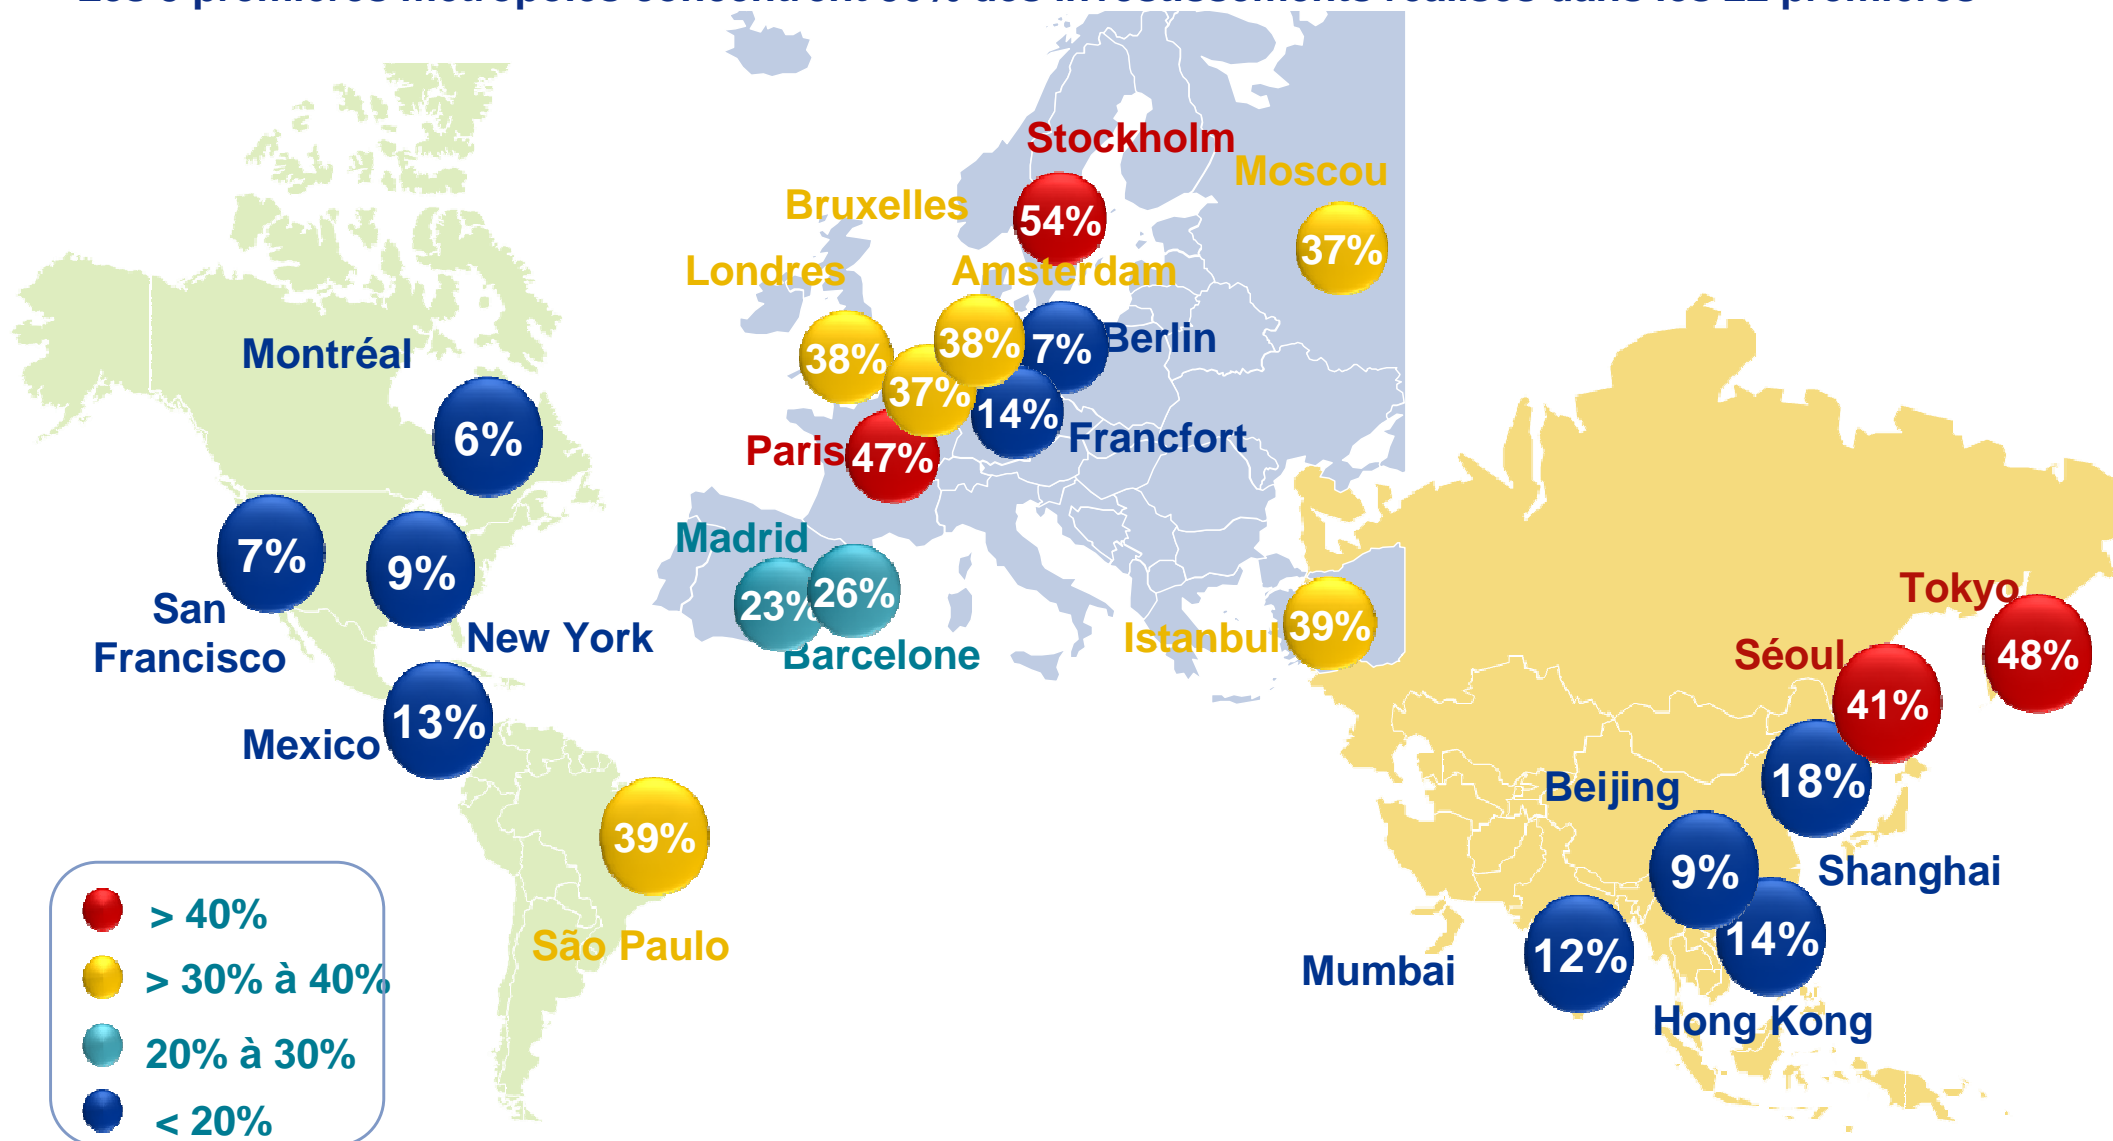 Stockholm
Moscou
Bruxelles
54%
37%
Londres
Amsterdam
Montréal
38%
38%
7%
Berlin
37%
14%
Francfort
6%
Paris
47%
Madrid
7%
9%
23%
26%
San
Francisco
New York
Barcelone
Istanbul
39%
Tokyo
48%
Séoul
41%
Mexico
13%
18%
Beijing
39%
9%
Shanghai
São Paulo
14%
Mumbai
12%
Hong Kong
> 40%
> 30% à 40%
20% à 30%
< 20%